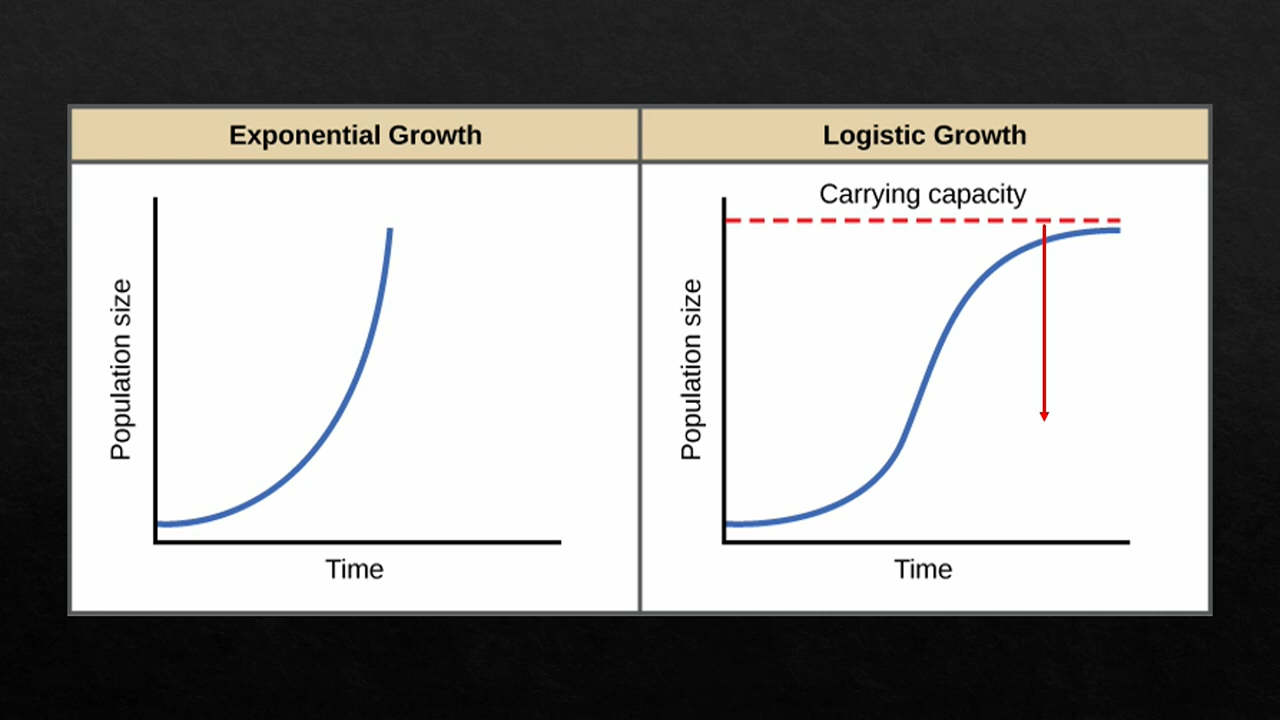 Exponential Growth
Population size
Time
Logistic Growth
Carrying capacity
Population size
Time